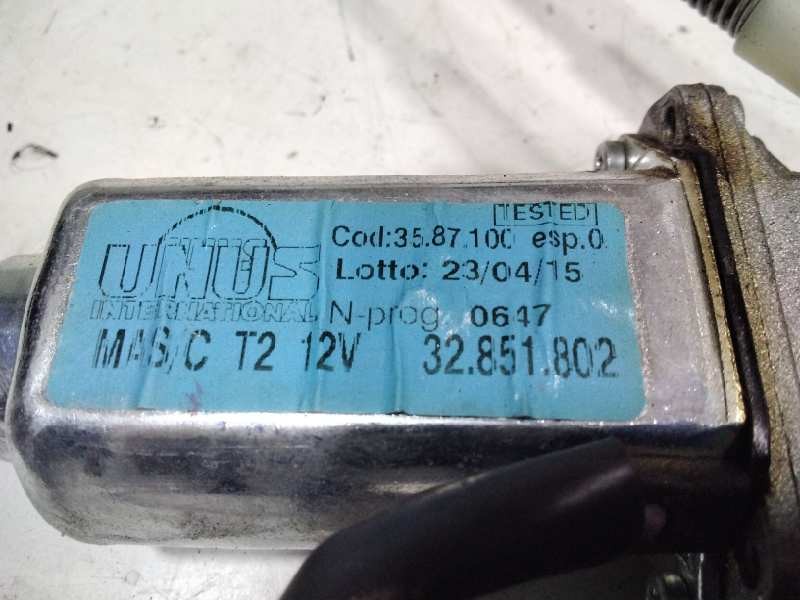 TESTED
UNUS Cod:35.87.100 esp.0
Lotto: 23/04/15
INTERNATIONAL N-prog. 0647
MAS/C T2 12V 32.851.802